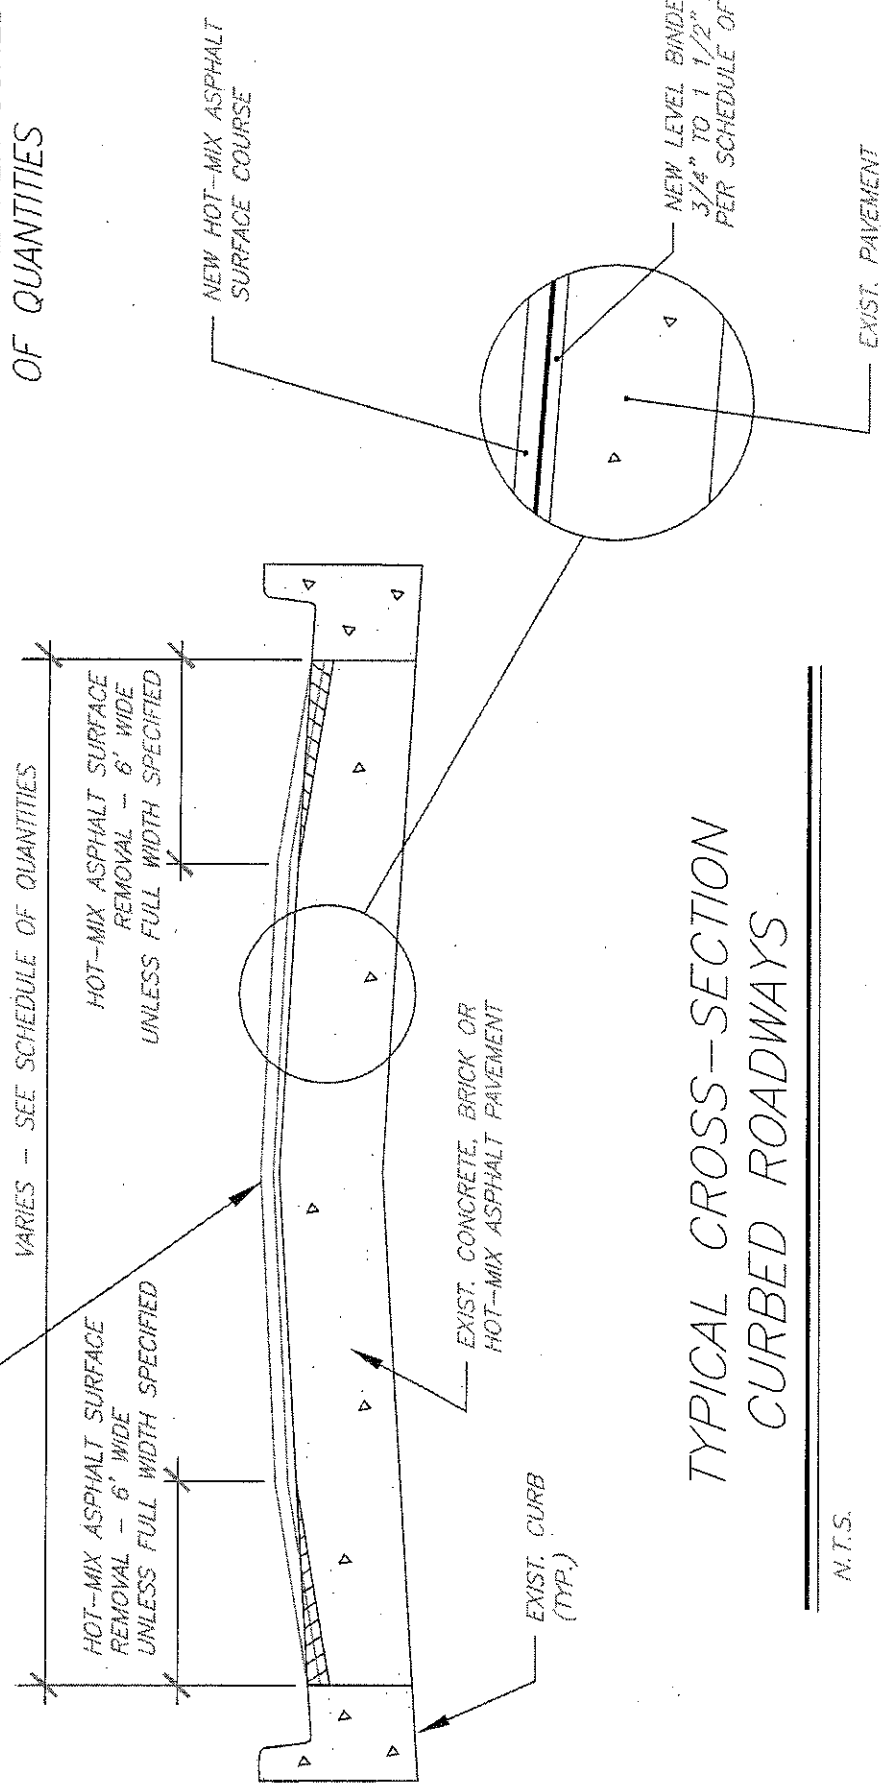 OF QUANTITIES
VARIES - SEE SCHEDULE OF QUANTITIES
HOT-MIX ASPHALT SURFACE
REMOVAL - 6' WIDE
UNLESS FULL WIDTH SPECIFIED
HOT-MIX ASPHALT SURFACE
REMOVAL - 6' WIDE
UNLESS FULL WIDTH SPECIFIED
NEW HOT-MIX ASPHALT
SURFACE COURSE
EXIST. CURB
(TYP.)
EXIST. CONCRETE, BRICK OR
HOT-MIX ASPHALT PAVEMENT
NEW LEVEL BINDE
3/4" TO 1 1/2"
PER SCHEDULE OF
EXIST. PAVEMENT
TYPICAL CROSS-SECTION
CURBED ROADWAYS
N.T.S.